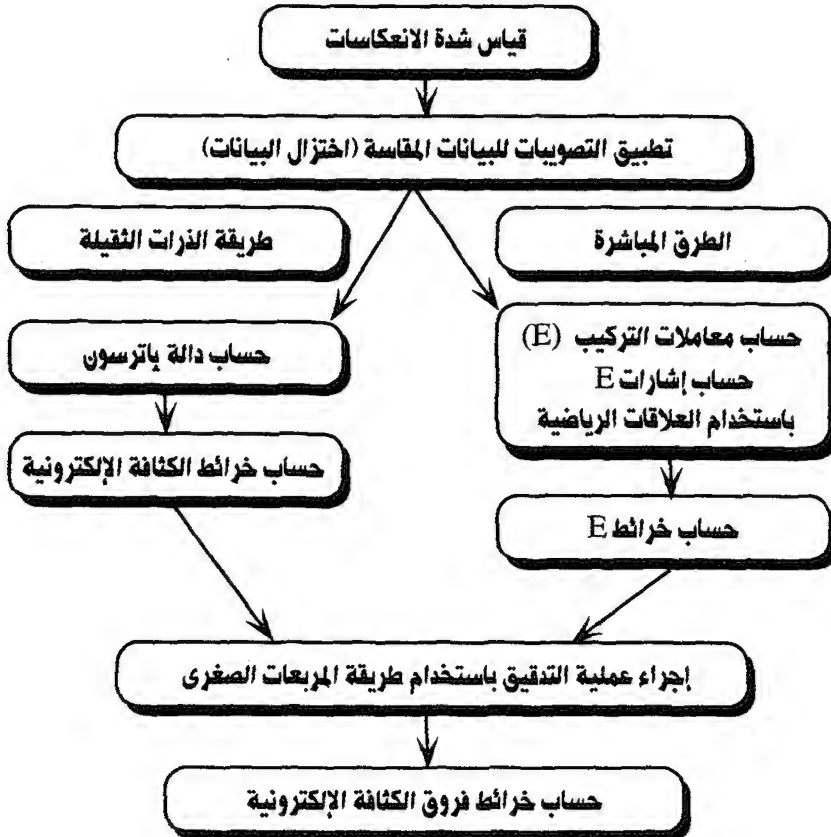 قياس شدة الانعكاسات
تطبيق التصويبات للبيانات المقاسة (اختزال البيانات)
الطرق المباشرة
طريقة الذرات الثقيلة
حساب معاملات التركيب (E)
حساب إشارات E
باستخدام العلاقات الرياضية
حساب دالة باترسون
حساب خرائط الكثافة الإلكترونية
حساب خرائط E
إجراء عملية التدقيق باستخدام طريقة المربعات الصغرى
حساب خرائط فروق الكثافة الإلكترونية